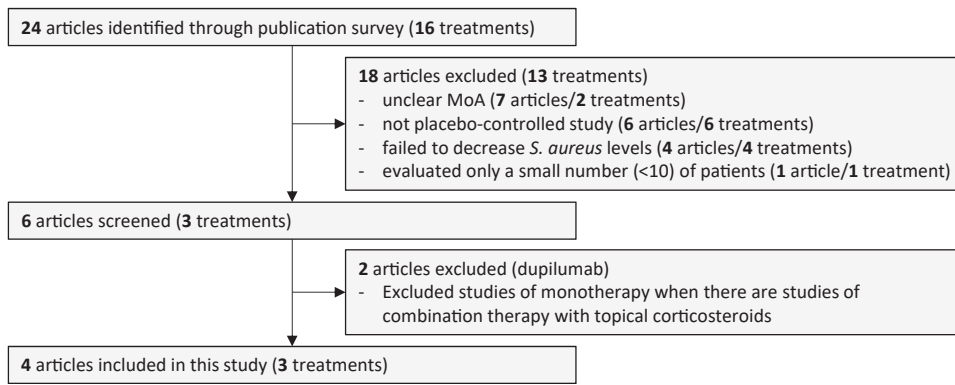 24 articles identified through publication survey (16 treatments)
18 articles excluded (13 treatments)
- unclear MoA (7 articles/2 treatments)
- not placebo-controlled study (6 articles/6 treatments)
- failed to decrease S. aureus levels (4 articles/4 treatments)
- evaluated only a small number (<10) of patients (1 article/1 treatment)
6 articles screened (3 treatments)
2 articles excluded (dupilumab)
- Excluded studies of monotherapy when there are studies of
combination therapy with topical corticosteroids
4 articles included in this study (3 treatments)